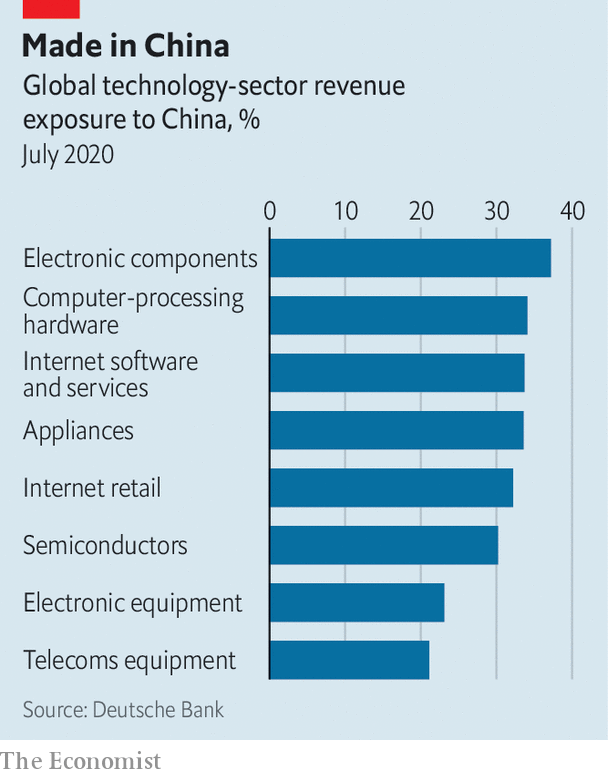 Made in China
Global technology-sector revenue
exposure to China, %
July 2020
0 10 20 30 40
Electronic components
Computer-processing
hardware
Internet software
and services
Appliances
Internet retail
Semiconductors
Electronic equipment
Telecoms equipment
Source: Deutsche Bank
The Economist